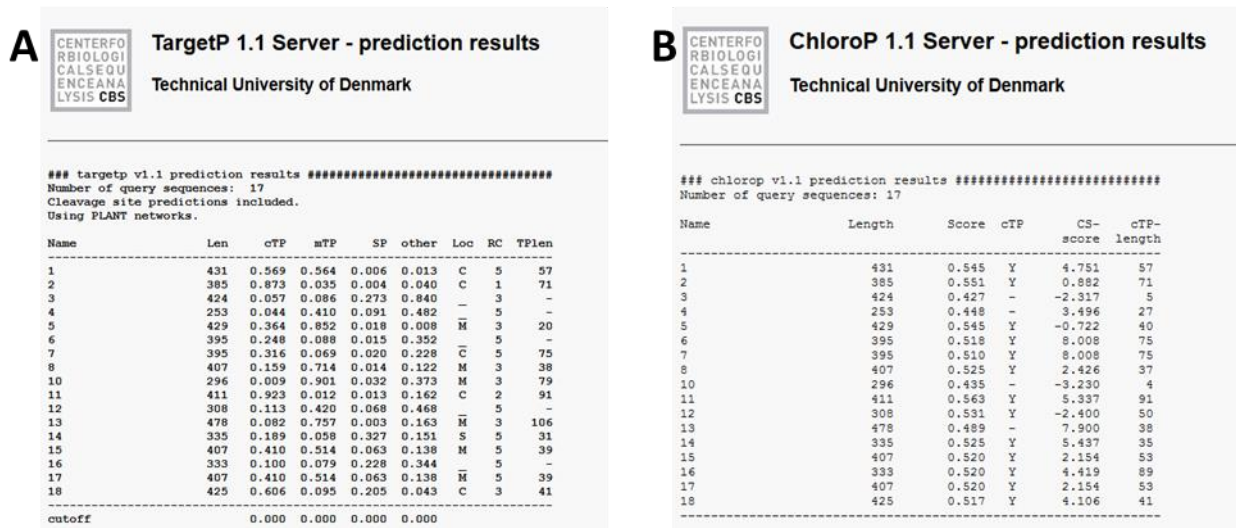 A
CENTERFO
RBIOLOGI
CALSEQU
ENCEANA
LYSIS CBS
TargetP 1.1 Server - prediction results
Technical University of Denmark
### targetp v1.1 prediction results ##################################
Number of query sequences: 17
Cleavage site predictions included.
Using PLANT networks.
Name Len cTP mTP SP other Loc RC TPlen
----------------------------------------------------------------------
1 431 0.569 0.564 0.006 0.013 C 5 57
2 385 0.873 0.035 0.004 0.040 C 1 71
3 424 0.057 0.086 0.273 0.840 _ 3 -
4 253 0.044 0.410 0.091 0.482 _ 5 -
5 429 0.364 0.852 0.018 0.008 M 3 20
6 395 0.248 0.088 0.015 0.352 _ 5 -
7 395 0.316 0.069 0.020 0.228 C 5 75
8 407 0.159 0.714 0.014 0.122 M 3 38
10 296 0.009 0.901 0.032 0.373 M 3 79
11 411 0.923 0.012 0.013 0.162 C 2 91
12 308 0.113 0.420 0.068 0.468 _ 5 -
13 478 0.082 0.757 0.003 0.163 M 3 106
14 335 0.189 0.058 0.327 0.151 S 5 31
15 407 0.410 0.514 0.063 0.138 M 5 39
16 333 0.100 0.079 0.228 0.344 _ 5 -
17 407 0.410 0.514 0.063 0.138 M 5 39
18 425 0.606 0.095 0.205 0.043 C 3 41
----------------------------------------------------------------------
cutoff 0.000 0.000 0.000 0.000
B
CENTERFO
RBIOLOGI
CALSEQU
ENCEANA
LYSIS CBS
ChloroP 1.1 Server - prediction results
Technical University of Denmark
### chlorop v1.1 prediction results ############################
Number of query sequences: 17
Name Length Score cTP CS- cTP-
score length
----------------------------------------------------------------------
1 431 0.545 Y 4.751 57
2 385 0.551 Y 0.882 71
3 424 0.427 - -2.317 5
4 253 0.448 - 3.496 27
5 429 0.545 Y -0.722 40
6 395 0.518 Y 8.008 75
7 395 0.510 Y 8.008 75
8 407 0.525 Y 2.426 37
10 296 0.435 - -3.230 4
11 411 0.563 Y 5.337 91
12 308 0.531 Y -2.400 50
13 478 0.489 - 7.900 38
14 335 0.525 Y 5.437 35
15 407 0.520 Y 2.154 53
16 333 0.520 Y 4.419 89
17 407 0.520 Y 2.154 53
18 425 0.517 Y 4.106 41
----------------------------------------------------------------------